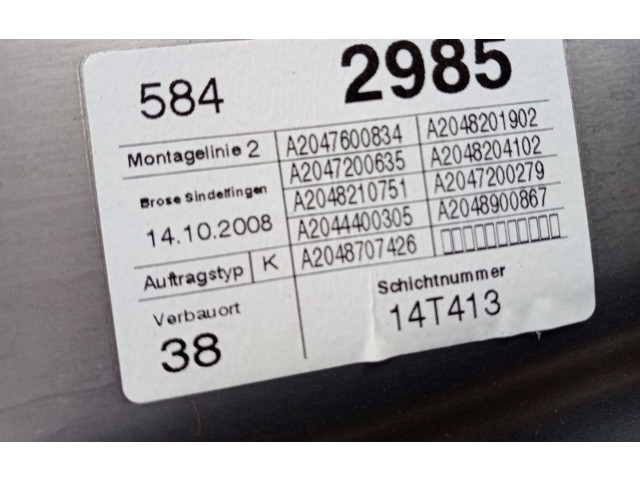 584 2985
Montagelinie 2 A2047600834 A2048201902
A2047200635 A2048204102
Brose Sindelfingen A2048210751 A2047200279
14.10.2008 A2044400305 A2048900867
Auftragstyp K A2048707426
Verbauort Schichtnummer
38 14T413